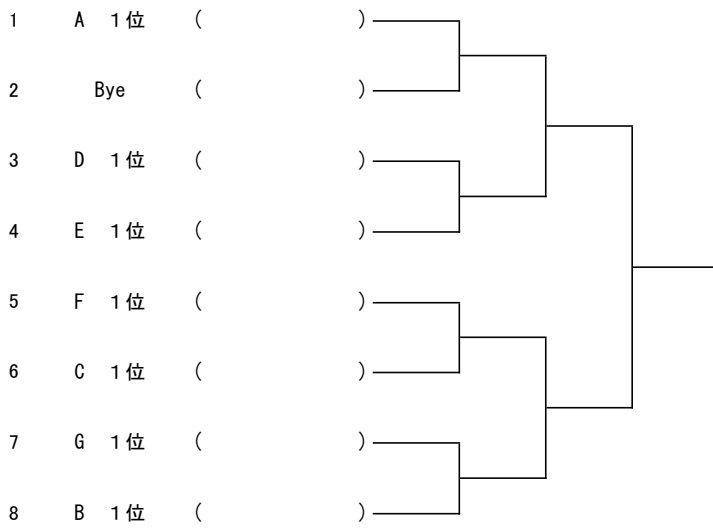 1 A 1位 ( )
2 Bye ( )
3 D 1位 ( )
4 E 1位 ( )
5 F 1位 ( )
6 C 1位 ( )
7 G 1位 ( )
8 B 1位 ( )